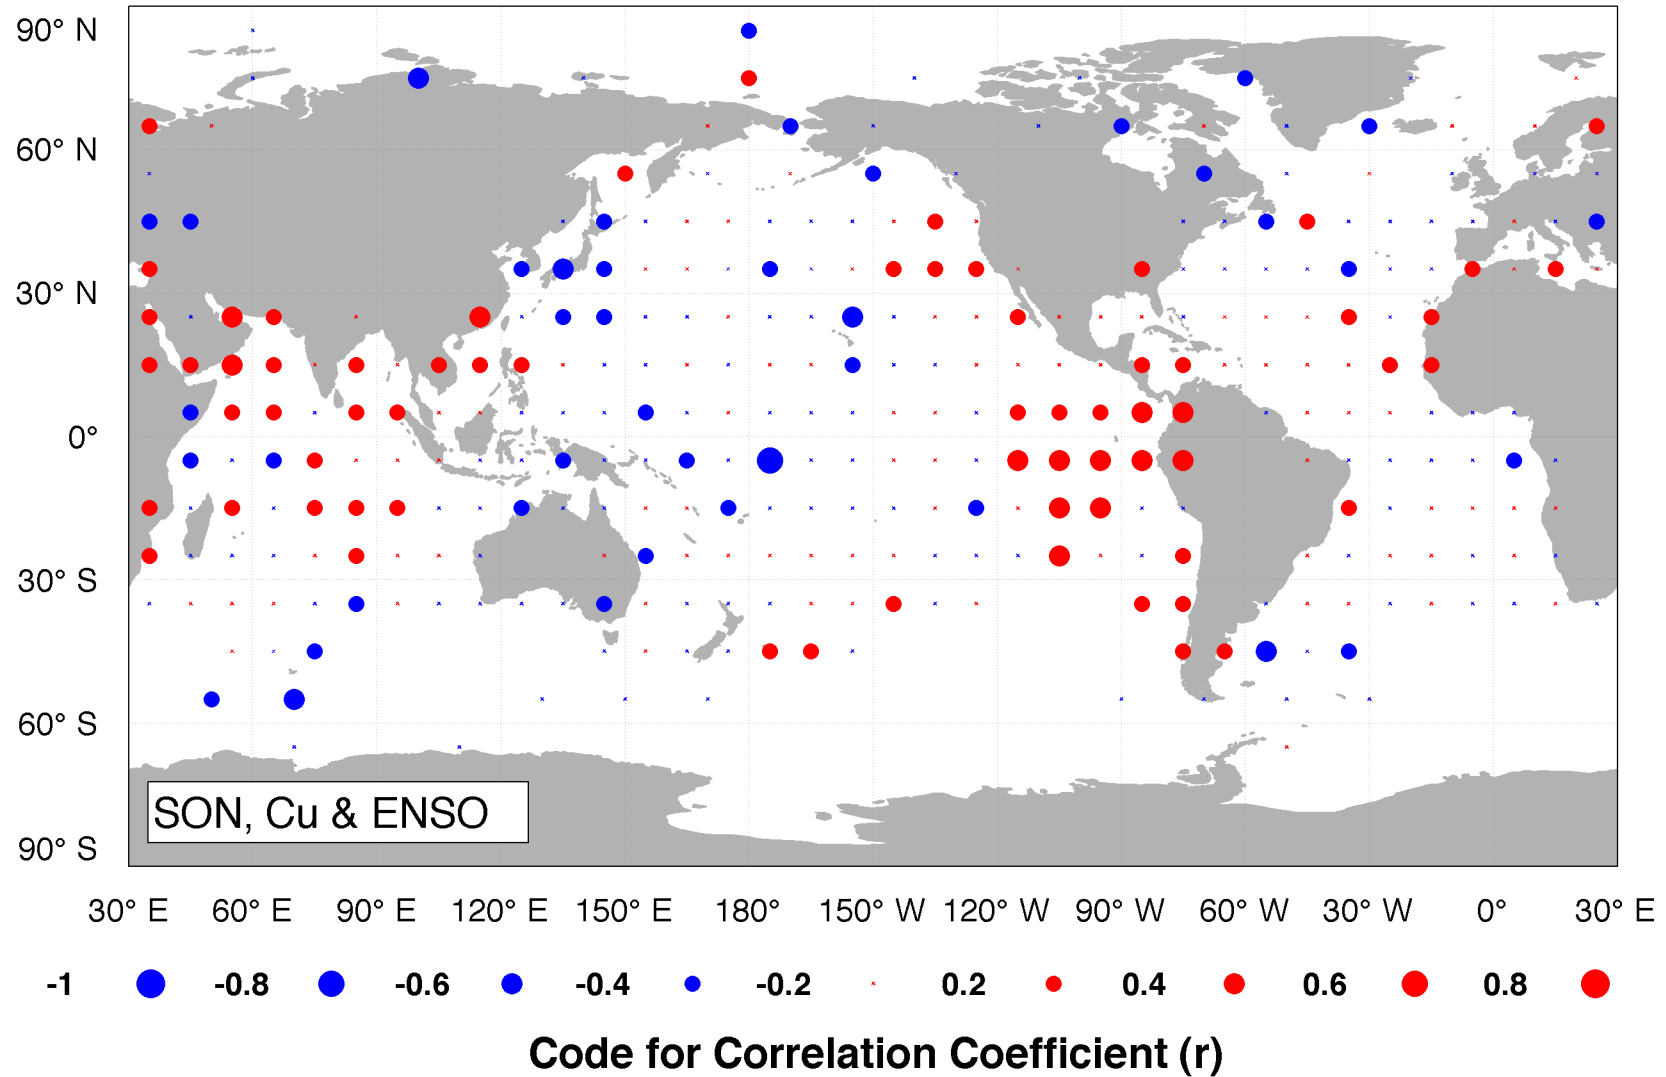 90° N
60° N
30° N
0°
30° S
60° S
90° S
SON, Cu & ENSO
30° E 60° E 90° E 120° E 150° E 180° 150° W 120° W 90° W 60° W 30° W 0° 30° E
-1 -0.8 -0.6 -0.4 -0.2 0.2 0.4 0.6 0.8
Code for Correlation Coefficient (r)